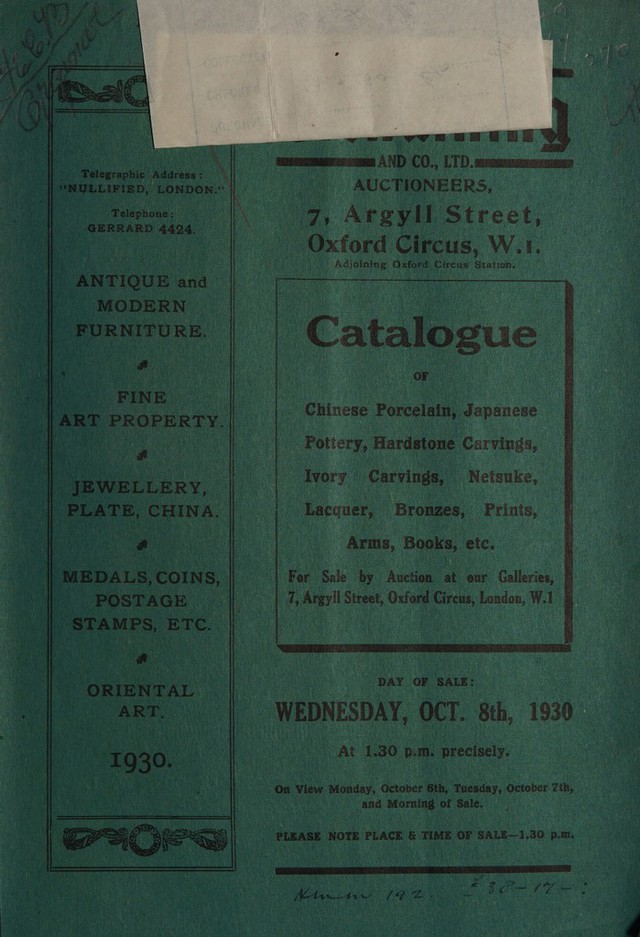 Telegraphic Address:
"NULLIFIED, LONDON."
Telephone:
GERRARD 4424.
ANTIQUE and
MODERN
FURNITURE.
FINE
ART PROPERTY.
JEWELLERY,
PLATE, CHINA.
MEDALS, COINS,
POSTAGE
STAMPS, ETC.
ORIENTAL
ART.
1930.
AND CO., LTD.
AUCTIONEERS,
7, Argyll Street,
Oxford Circus, W.1.
Adjoining Oxford Circus Station.
Catalogue
OF
Chinese Porcelain, Japanese
Pottery, Hardstone Carvings,
Ivory Carvings, Netsuke,
Lacquer, Bronzes, Prints,
Arms, Books, etc.
For Sale by Auction at our Galleries,
7, Argyll Street, Oxford Circus, London, W.1
DAY OF SALE:
WEDNESDAY, OCT. 8th, 1930
At 1.30 p.m. precisely.
On View Monday, October 6th, Tuesday, October 7th,
and Morning of Sale.
PLEASE NOTE PLACE & TIME OF SALE—1.30 p.m.
192 £38-17-